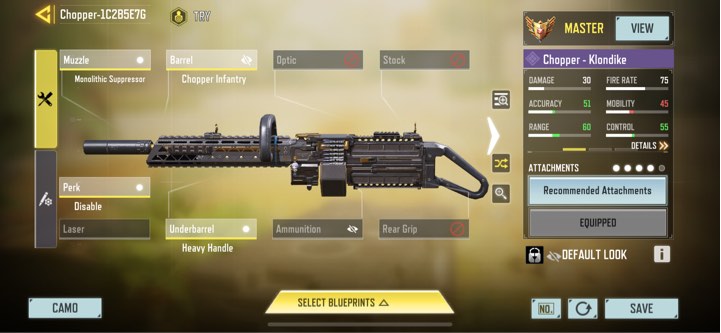 Chopper-1C2B5E7G
TRY
MASTER
VIEW
Muzzle
Monolithic Suppressor
Barrel
Chopper Infantry
Optic
Stock
Chopper - Klondike
DAMAGE 30 FIRE RATE 75
ACCURACY 51 MOBILITY 45
RANGE 60 CONTROL 55
DETAILS
ATTACHMENTS
Recommended Attachments
EQUIPPED
Perk
Disable
Laser
Underbarrel
Heavy Handle
Ammunition
Rear Grip
DEFAULT LOOK
i
CAMO
SELECT BLUEPRINTS
NO.
SAVE